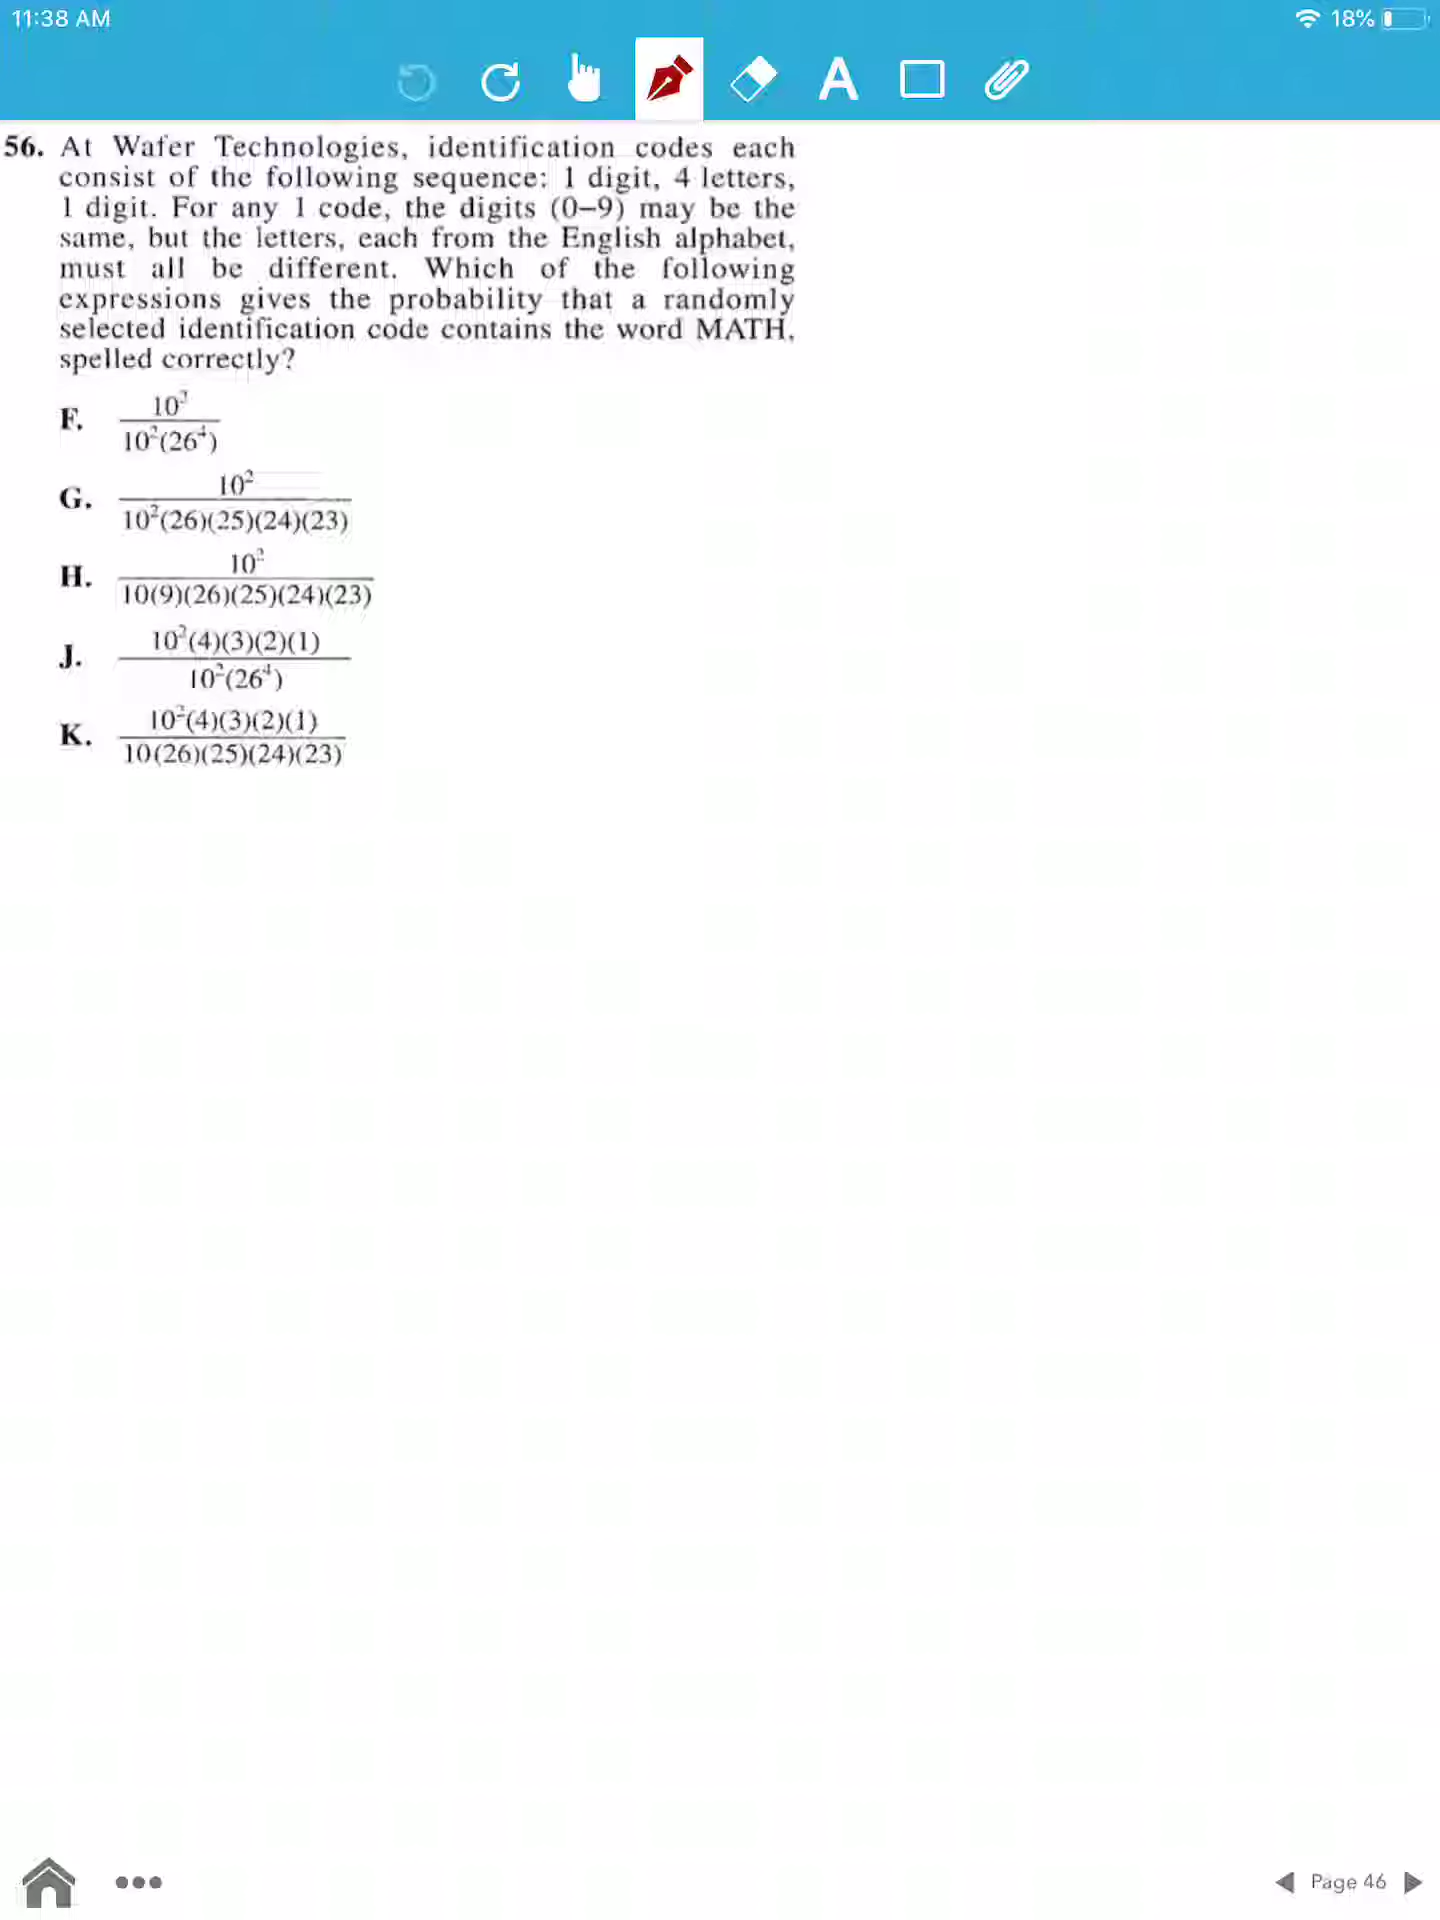 11:38 AM 18%
A
56. At Wafer Technologies, identification codes each
consist of the following sequence: 1 digit, 4 letters,
1 digit. For any 1 code, the digits (0–9) may be the
same, but the letters, each from the English alphabet,
must all be different. Which of the following
expressions gives the probability that a randomly
selected identification code contains the word MATH,
spelled correctly?
F. 10²
10²(26⁴)
G. 10²
10²(26)(25)(24)(23)
H. 10²
10(9)(26)(25)(24)(23)
J. 10²(4)(3)(2)(1)
10²(26⁴)
K. 10²(4)(3)(2)(1)
10(26)(25)(24)(23)
Page 46